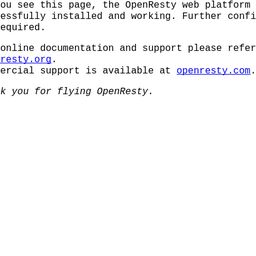 ou see this page, the OpenResty web platform
essfully installed and working. Further confi
equired.
online documentation and support please refer
resty.org.
ercial support is available at openresty.com.
k you for flying OpenResty.